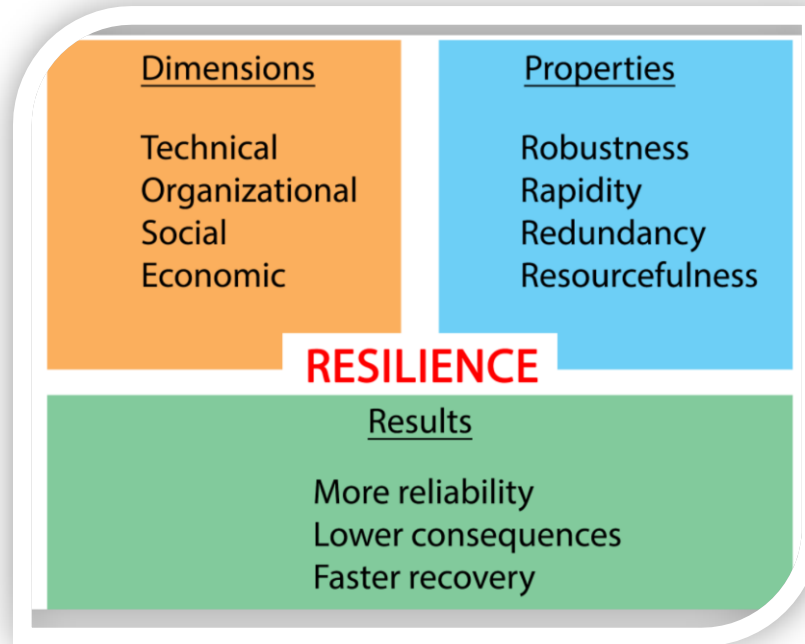 Dimensions
Technical
Organizational
Social
Economic
Properties
Robustness
Rapidity
Redundancy
Resourcefulness
RESILIENCE
Results
More reliability
Lower consequences
Faster recovery